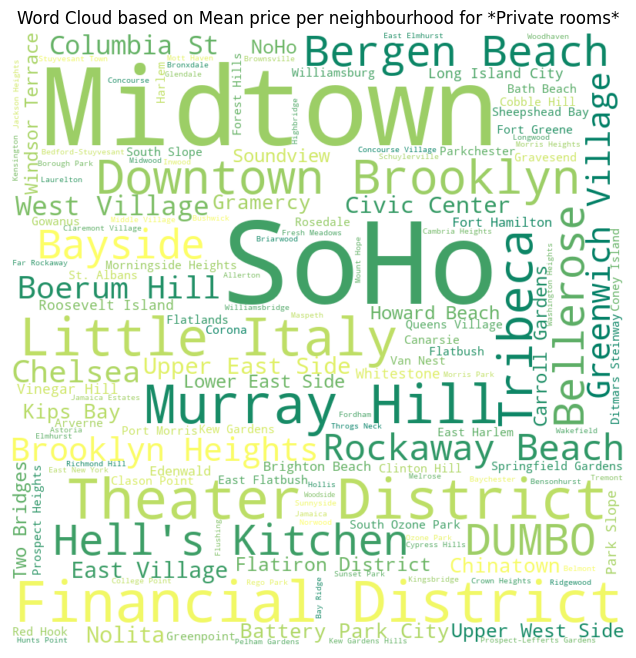 Word Cloud based on Mean price per neighbourhood for *Private rooms*
Columbia St
NoHo
East Elmhurst
Bergen Beach
Woodhaven
Stuyvesant Town
Mott Haven
Brownsville
Concourse
Bronxdale
Glendale
Williamsburg
Long Island City
Jackson Heights
Windsor Terrace
Midtown
Harlem
Forest Hills
Highbridge
Bath Beach
Cobble Hill
Sheepshead Bay
Fort Greene
Longwood
Morris Heights
Kensington
Bedford-Stuyvesant
South Slope
Inwood
Concourse Village
Parkchester
Borough Park
Midwood
Soundview
Schuylerville
Gravesend
Laurelton
Downtown Brooklyn
Greenwich Village
West Village
Gramercy
Civic Center
Gowanus
Rosedale
Fort Hamilton
Claremont Village
Fresh Meadows
Cambria Heights
Bayside
Briarwood
SoHo
Mount Hope
Tribeca
Bellerose
Washington Heights
Coney Island
Far Rockaway
Morningside Heights
St. Albans
Allerton
Boerum Hill
Williamsbridge
Roosevelt Island
Maspeth
Howard Beach
Flatlands
Corona
Queens Village
Carroll Gardens
Ditmars Steinway
Little Italy
Canarsie
Flatbush
Chelsea
Upper East Side
Van Nest
Lower East Side
Whitestone
Morris Park
Vinegar Hill
Jamaica Estates
Murray Hill
Kips Bay
Fordham
Arverne
Port Morris
Kew Gardens
Throgs Neck
Astoria
East Harlem
Wakefield
Elmhurst
Brooklyn Heights
Rockaway Beach
Richmond Hill
East New York
Edenwald
Brighton Beach
Clinton Hill
Springfield Gardens
Two Bridges
Prospect Heights
Clason Point
East Flatbush
Melrose
Baychester
Bensonhurst
Tremont
Hollis
Woodside
Theater District
Sunnyside
Jamaica
Norwood
South Ozone Park
Hell's Kitchen
Flushing
Ozone Park
Cypress Hills
DUMBO
Park Slope
East Village
Flatiron District
Chinatown
Belmont
College Point
Rego Park
Sunset Park
Kingsbridge
Crown Heights
Ridgewood
Financial District
Bay Ridge
Red Hook
Nolita
Greenpoint
Battery Park City
Upper West Side
Hunts Point
Pelham Gardens
Kew Gardens Hills
Prospect-Lefferts Gardens